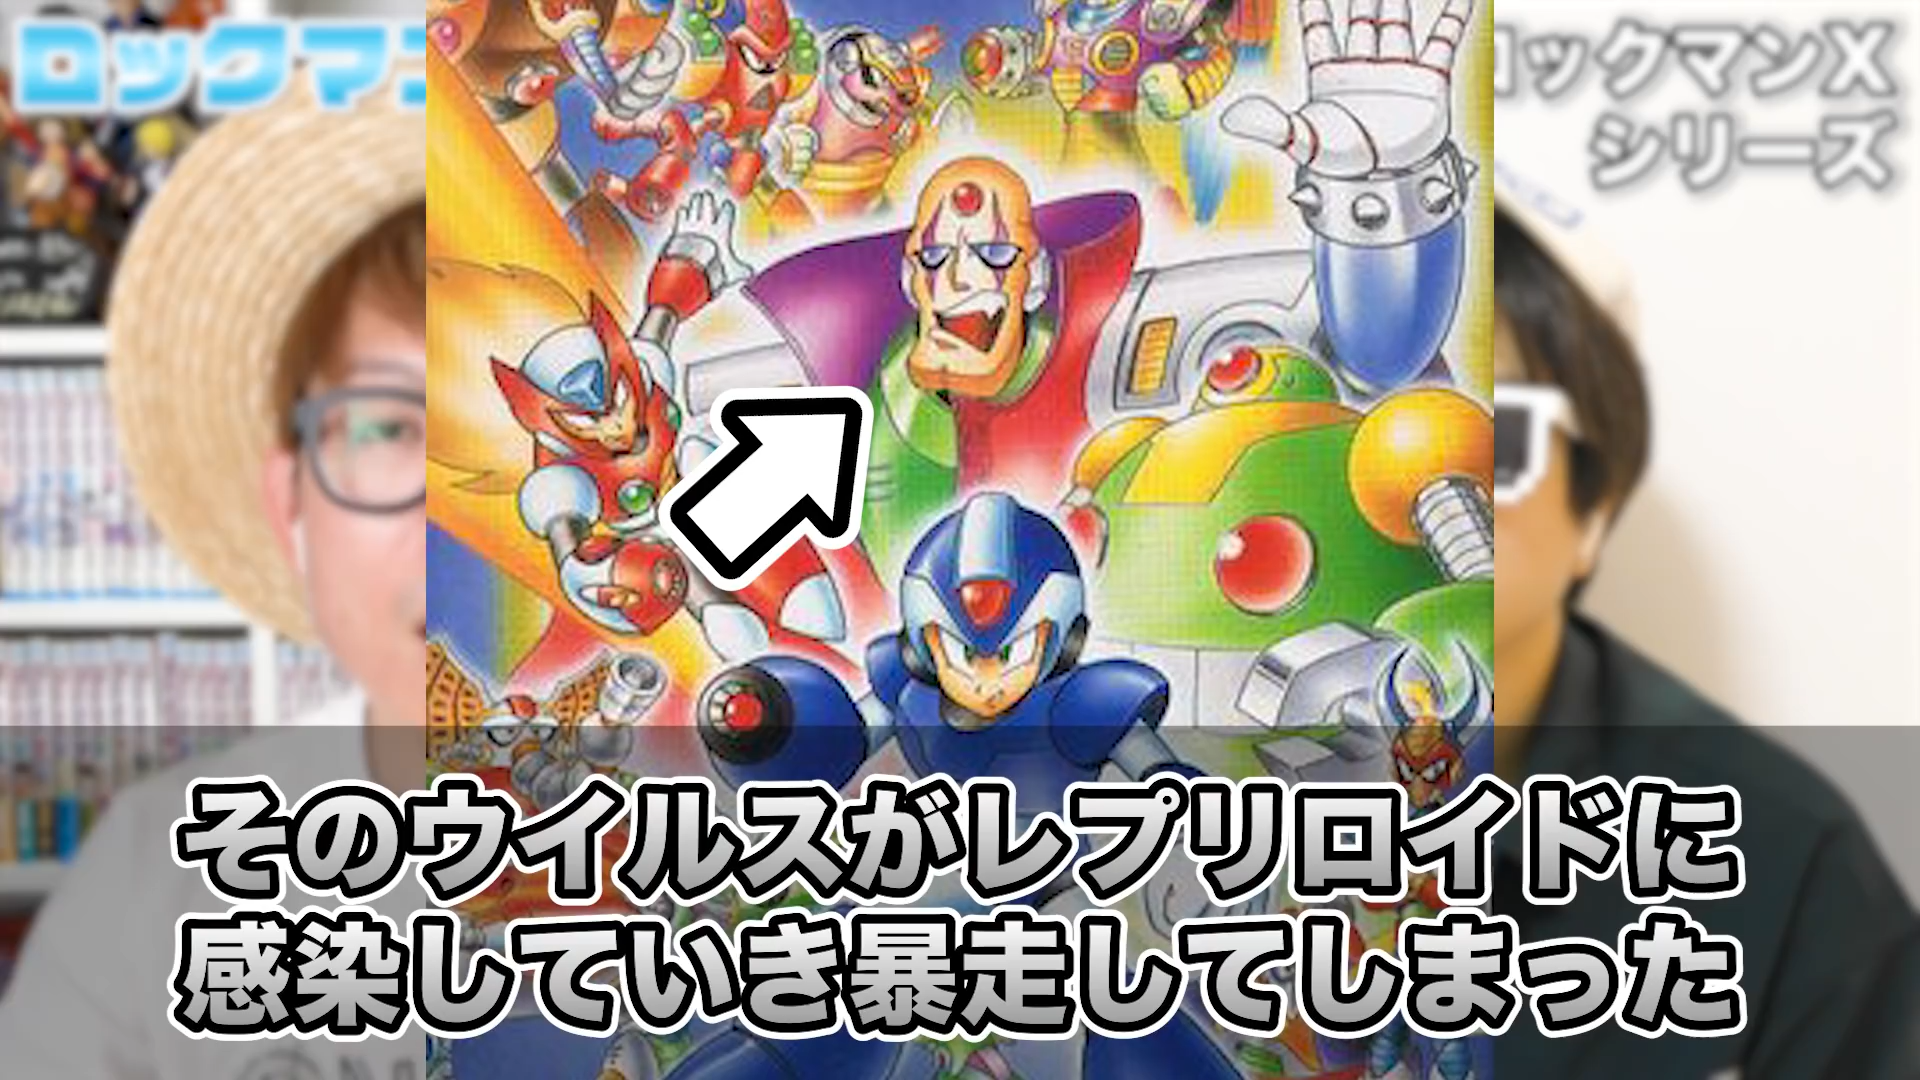 ロックマン
ロックマンX
シリーズ
そのウイルスがレプリロイドに
感染していき暴走してしまった